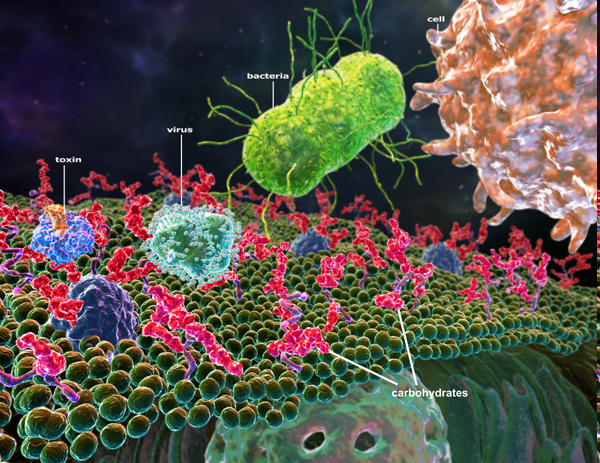 cell
bacteria
virus
toxin
carbohydrates